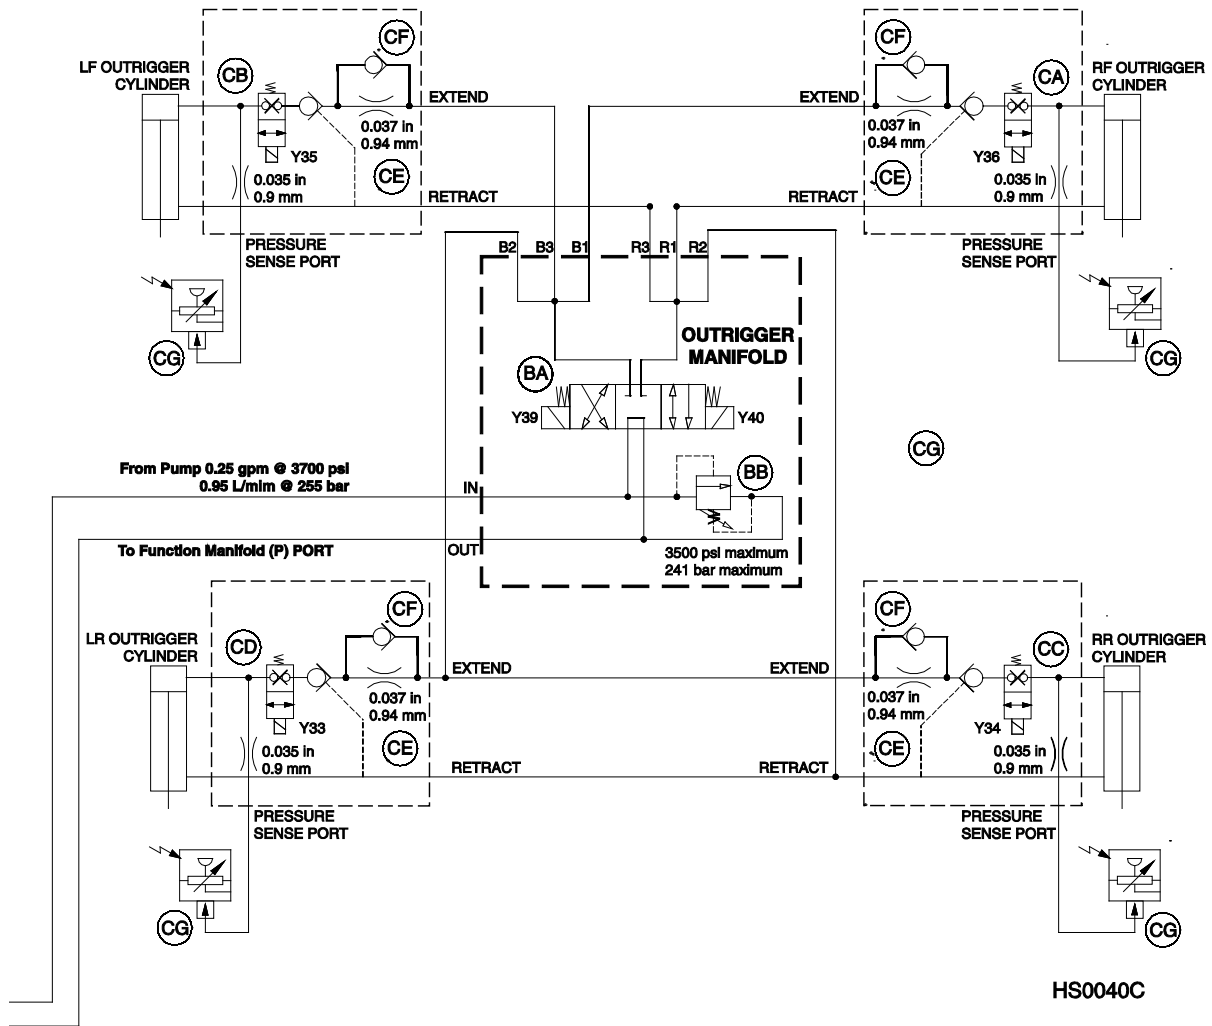 CF
CF
LF OUTRIGGER
CYLINDER
CB
CA
RF OUTRIGGER
CYLINDER
EXTEND
EXTEND
0.037 in
0.94 mm
0.037 in
0.94 mm
Y35
Y36
CE
CE
0.035 in
0.9 mm
0.035 in
0.9 mm
RETRACT
RETRACT
PRESSURE
SENSE PORT
B2
B3
B1
R3
R1
R2
PRESSURE
SENSE PORT
OUTRIGGER
MANIFOLD
CG
CG
BA
Y39
Y40
CG
From Pump 0.25 gpm @ 3700 psi
0.95 L/mim @ 255 bar
BB
IN
To Function Manifold (P) PORT
OUT
3500 psi maximum
241 bar maximum
CF
CF
LR OUTRIGGER
CYLINDER
CD
CC
RR OUTRIGGER
CYLINDER
EXTEND
EXTEND
0.037 in
0.94 mm
0.037 in
0.94 mm
Y33
Y34
CE
CE
0.035 in
0.9 mm
0.035 in
0.9 mm
RETRACT
RETRACT
PRESSURE
SENSE PORT
PRESSURE
SENSE PORT
CG
CG
HS0040C